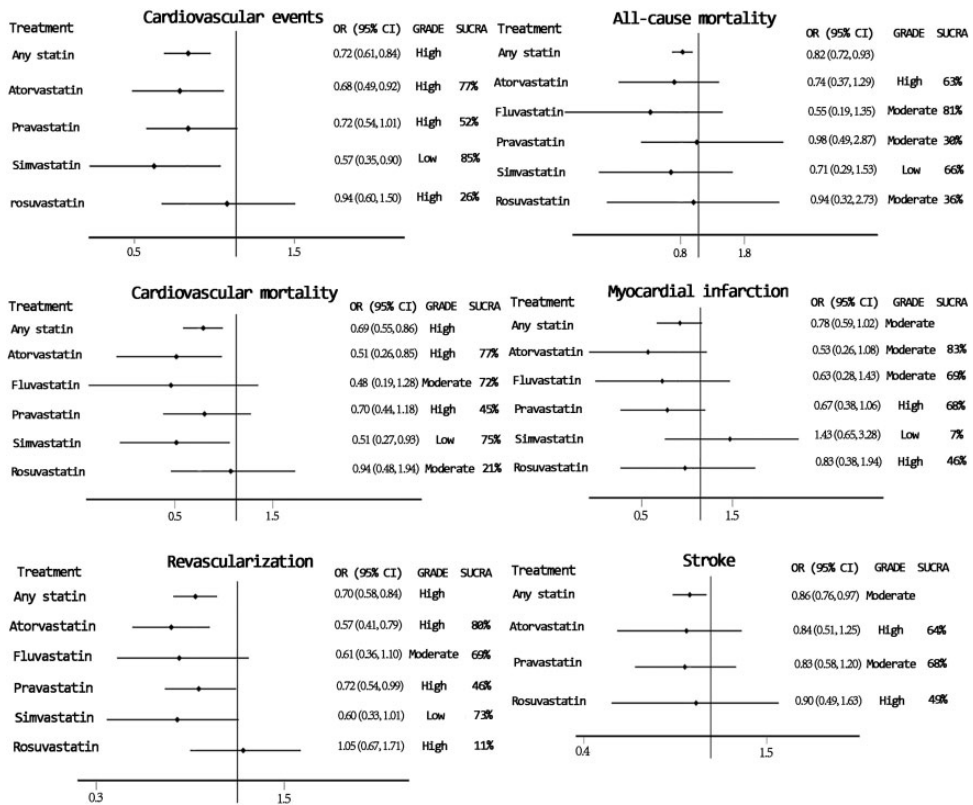 Cardiovascular events
Treatment OR (95% CI) GRADE SUCRA
Any statin 0.72 (0.61, 0.84) High
Atorvastatin 0.68 (0.49, 0.92) High 77%
Pravastatin 0.72 (0.54, 1.01) High 52%
Simvastatin 0.57 (0.35, 0.90) Low 85%
rosuvastatin 0.94 (0.60, 1.50) High 26%
0.5 1.5
All-cause mortality
Treatment OR (95% CI) GRADE SUCRA
Any statin 0.82 (0.72, 0.93)
Atorvastatin 0.74 (0.37, 1.29) High 63%
Fluvastatin 0.55 (0.19, 1.35) Moderate 81%
Pravastatin 0.98 (0.49, 2.87) Moderate 30%
Simvastatin 0.71 (0.29, 1.53) Low 66%
Rosuvastatin 0.94 (0.32, 2.73) Moderate 36%
0.8 1.8
Cardiovascular mortality
Treatment OR (95% CI) GRADE SUCRA
Any statin 0.69 (0.55, 0.86) High
Atorvastatin 0.51 (0.26, 0.85) High 77%
Fluvastatin 0.48 (0.19, 1.28) Moderate 72%
Pravastatin 0.70 (0.44, 1.18) High 45%
Simvastatin 0.51 (0.27, 0.93) Low 75%
Rosuvastatin 0.94 (0.48, 1.94) Moderate 21%
0.5 1.5
Myocardial infarction
Treatment OR (95% CI) GRADE SUCRA
Any statin 0.78 (0.59, 1.02) Moderate
Atorvastatin 0.53 (0.26, 1.08) Moderate 83%
Fluvastatin 0.63 (0.28, 1.43) Moderate 69%
Pravastatin 0.67 (0.38, 1.06) High 68%
Simvastatin 1.43 (0.65, 3.28) Low 7%
Rosuvastatin 0.83 (0.38, 1.94) High 46%
0.5 1.5
Revascularization
Treatment OR (95% CI) GRADE SUCRA
Any statin 0.70 (0.58, 0.84) High
Atorvastatin 0.57 (0.41, 0.79) High 80%
Fluvastatin 0.61 (0.36, 1.10) Moderate 69%
Pravastatin 0.72 (0.54, 0.99) High 46%
Simvastatin 0.60 (0.33, 1.01) Low 73%
Rosuvastatin 1.05 (0.67, 1.71) High 11%
0.3 1.5
Stroke
Treatment OR (95% CI) GRADE SUCRA
Any statin 0.86 (0.76, 0.97) Moderate
Atorvastatin 0.84 (0.51, 1.25) High 64%
Pravastatin 0.83 (0.58, 1.20) Moderate 68%
Rosuvastatin 0.90 (0.49, 1.63) High 49%
0.4 1.5